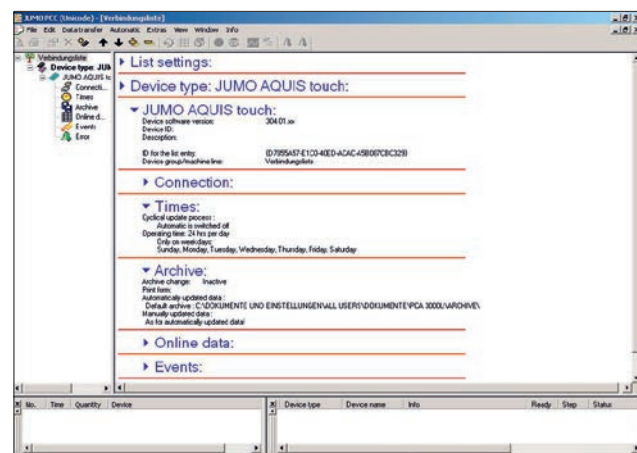 JUMO PCC (Unicode) - [Verbindungsliste]
File Edit Datatransfer Automatic Extras View Window Info
Verbindungsliste
Device type: JUM
JUMO AQUIS to
Connecti...
Times
Archive
Online d...
Events
Error
List settings:
Device type: JUMO AQUIS touch:
JUMO AQUIS touch:
Device software version: 304.01.xx
Device ID:
Description:
ID for the list entry:
Device group/machine line: Verbindungsliste
Connection:
Times:
Cyclical update process :
Automatic is switched off
Operating time: 24 hrs per day
Only on weekdays:
Sunday, Monday, Tuesday, Wednesday, Thursday, Friday, Saturday
Archive:
Archive change: Inactive
Print form:
Automatically updated data :
Default archive : C:\DOKUMENTE UND EINSTELLUNGEN\ALL USERS\DOKUMENTE\PCA 3000U\ARCHIVE\
Manually updated data :
As for automatically updated data!
Online data:
Events:
No. Time Quantity Device
Device type Device name Info Ready Step Status